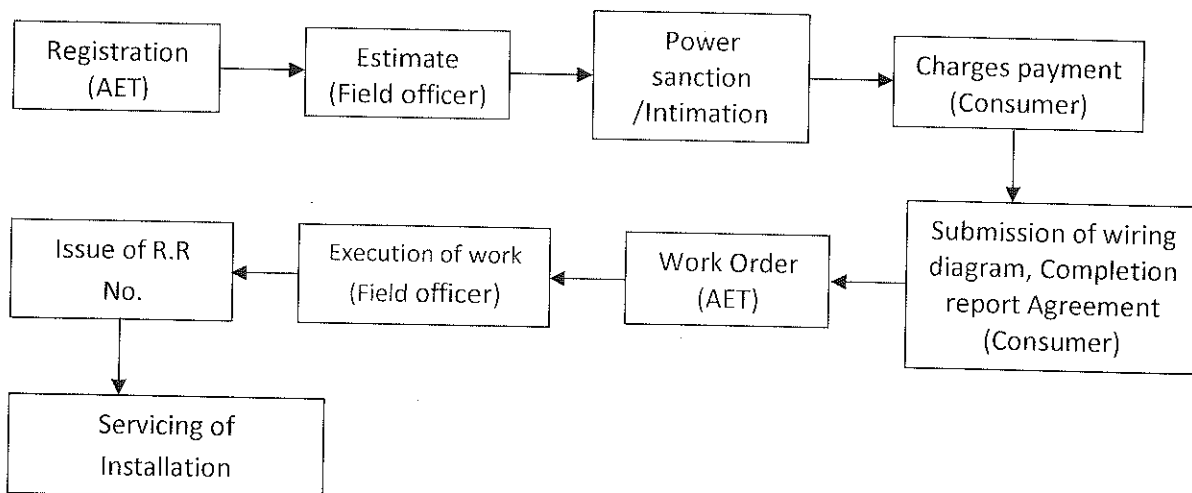 Registration
(AET)
Estimate
(Field officer)
Power
sanction
/Intimation
Charges payment
(Consumer)
Submission of wiring
diagram, Completion
report Agreement
(Consumer)
Work Order
(AET)
Execution of work
(Field officer)
Issue of R.R
No.
Servicing of
Installation